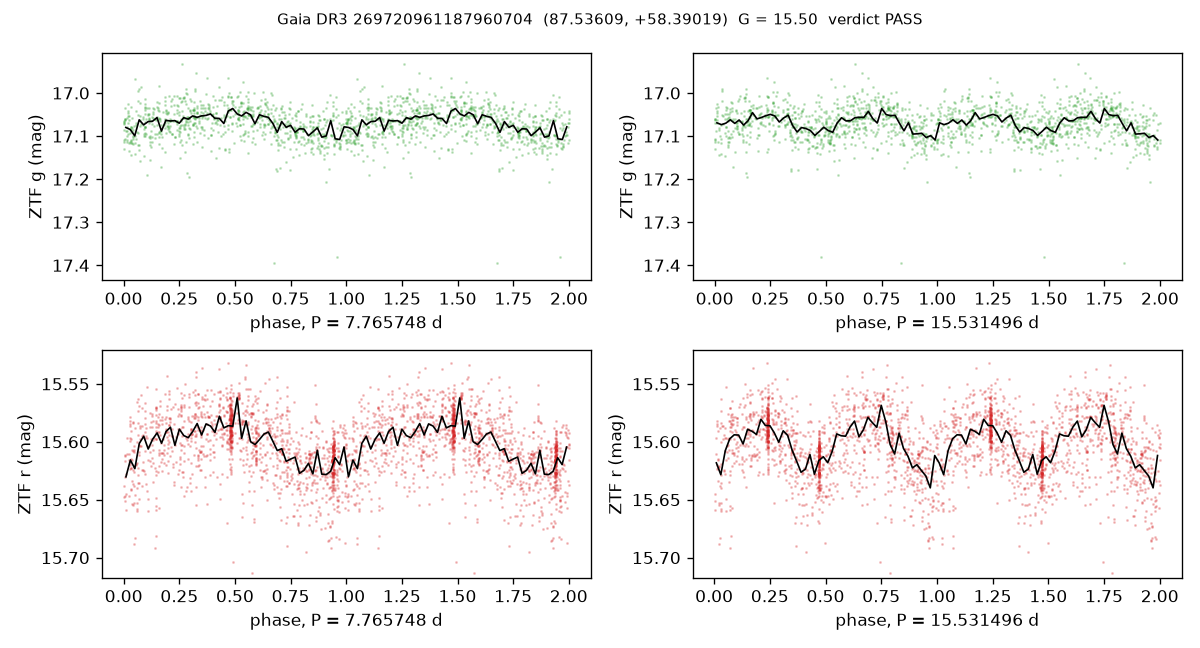 Gaia DR3 269720961187960704 (87.53609, +58.39019) G = 15.50 verdict PASS
ZTF g (mag)
17.0
17.1
17.2
17.3
17.4
0.00 0.25 0.50 0.75 1.00 1.25 1.50 1.75 2.00
phase, P = 7.765748 d
ZTF g (mag)
17.0
17.1
17.2
17.3
17.4
0.00 0.25 0.50 0.75 1.00 1.25 1.50 1.75 2.00
phase, P = 15.531496 d
ZTF r (mag)
15.55
15.60
15.65
15.70
0.00 0.25 0.50 0.75 1.00 1.25 1.50 1.75 2.00
phase, P = 7.765748 d
ZTF r (mag)
15.55
15.60
15.65
15.70
0.00 0.25 0.50 0.75 1.00 1.25 1.50 1.75 2.00
phase, P = 15.531496 d